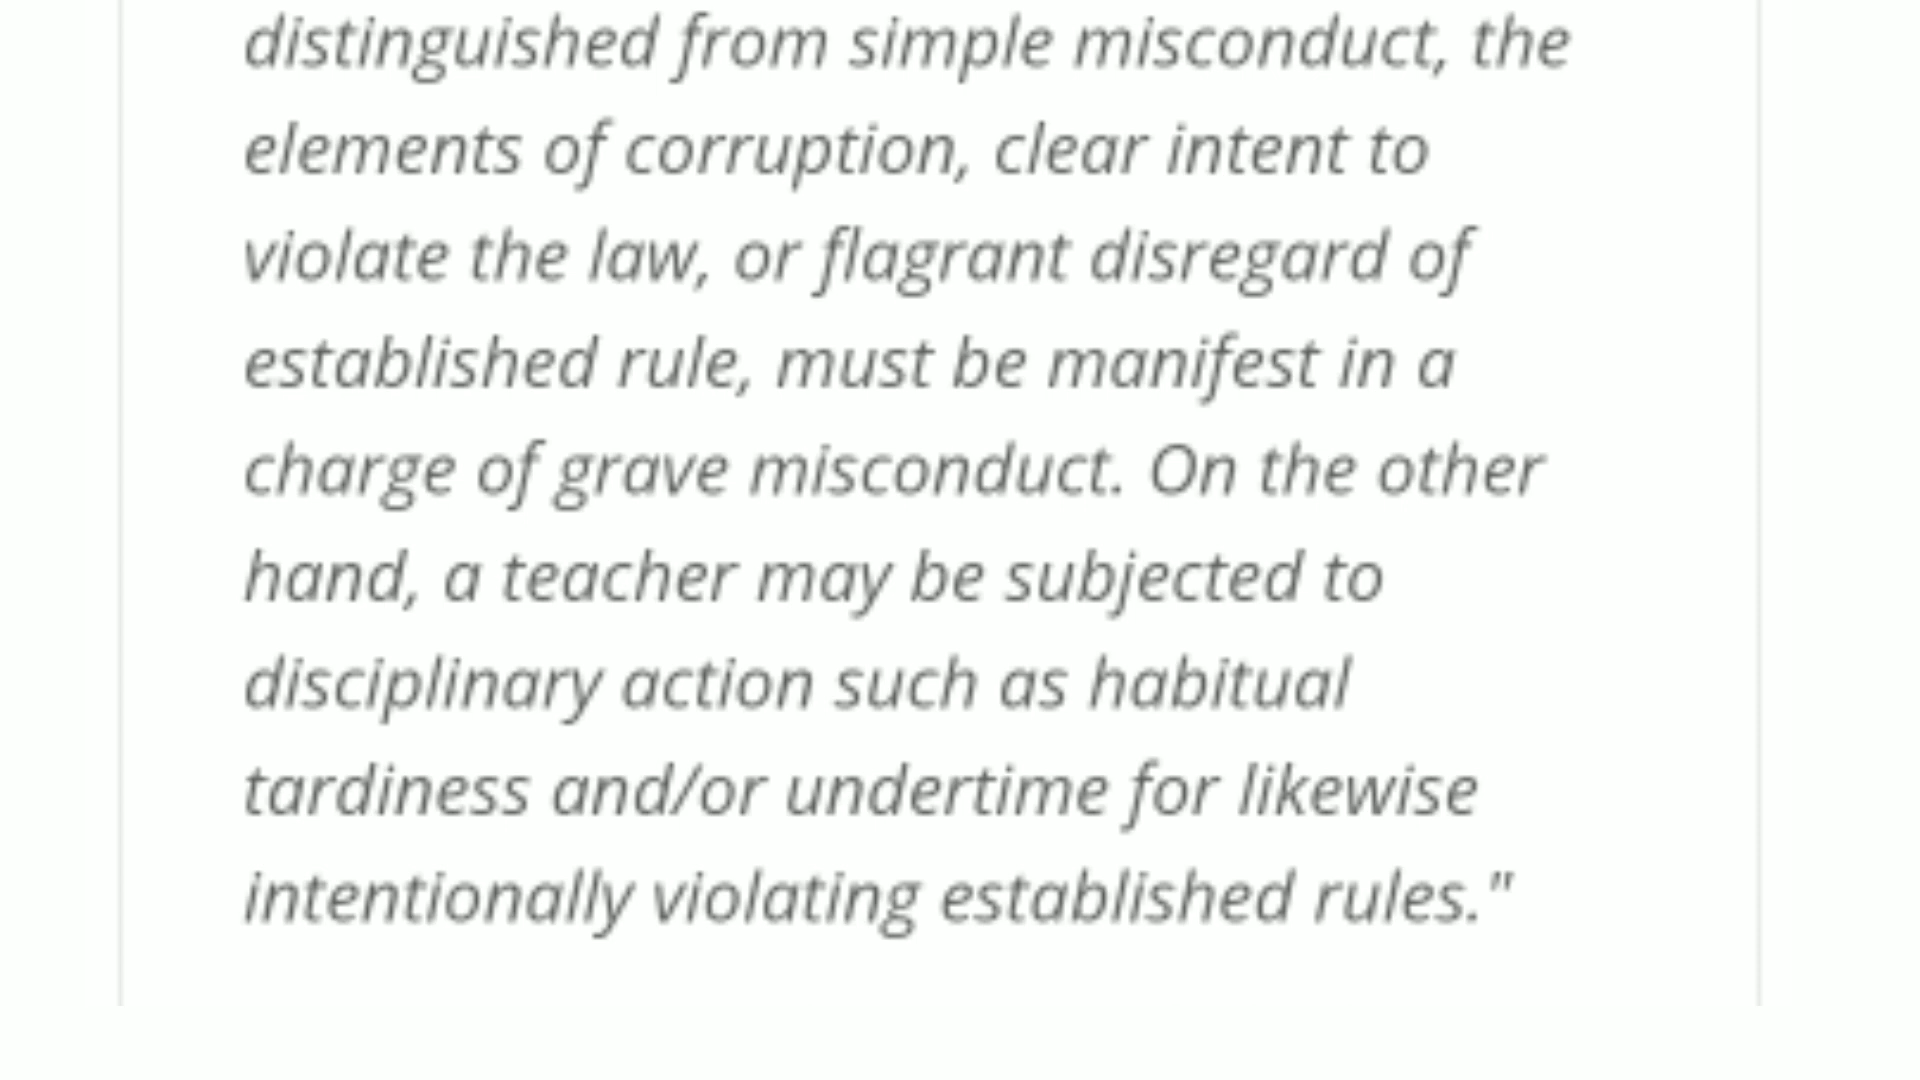 distinguished from simple misconduct, the
elements of corruption, clear intent to
violate the law, or flagrant disregard of
established rule, must be manifest in a
charge of grave misconduct. On the other
hand, a teacher may be subjected to
disciplinary action such as habitual
tardiness and/or undertime for likewise
intentionally violating established rules."